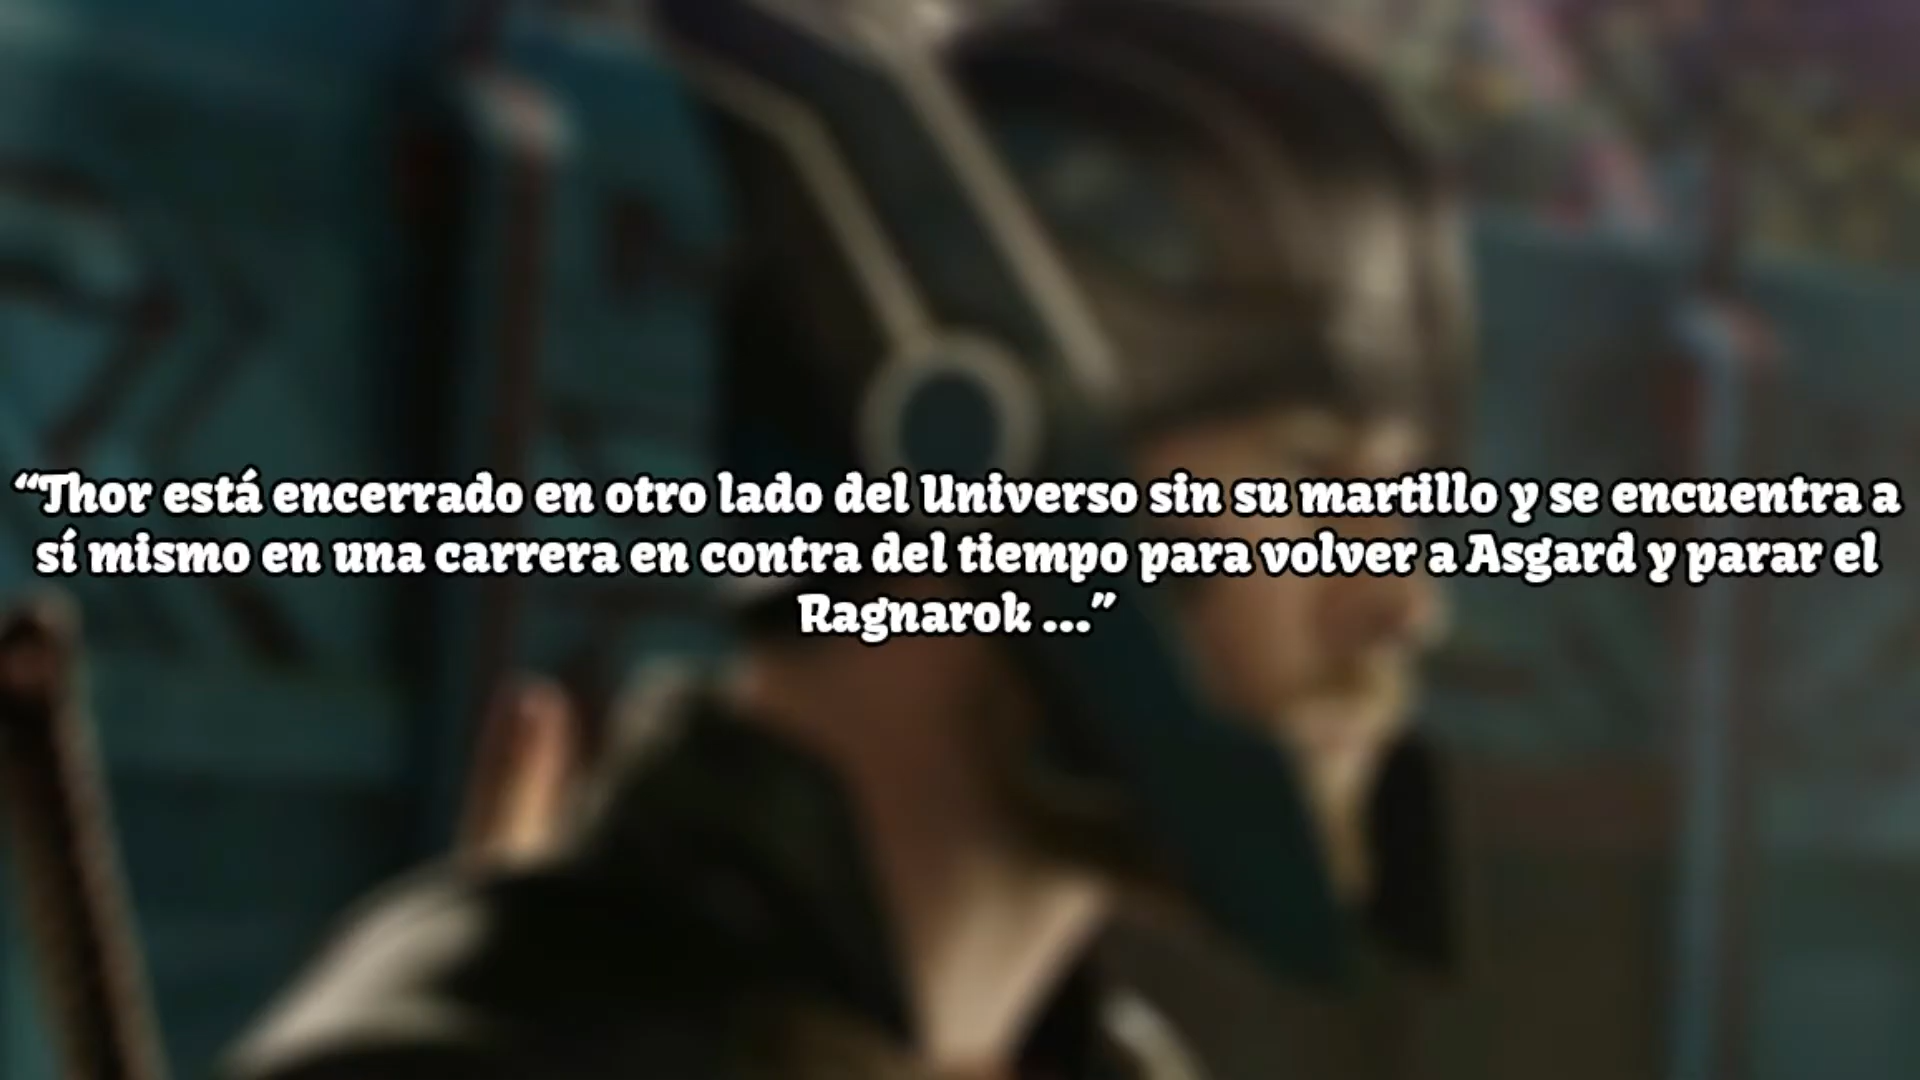 “Thor está encerrado en otro lado del Universo sin su martillo y se encuentra a
sí mismo en una carrera en contra del tiempo para volver a Asgard y parar el
Ragnarok ...”